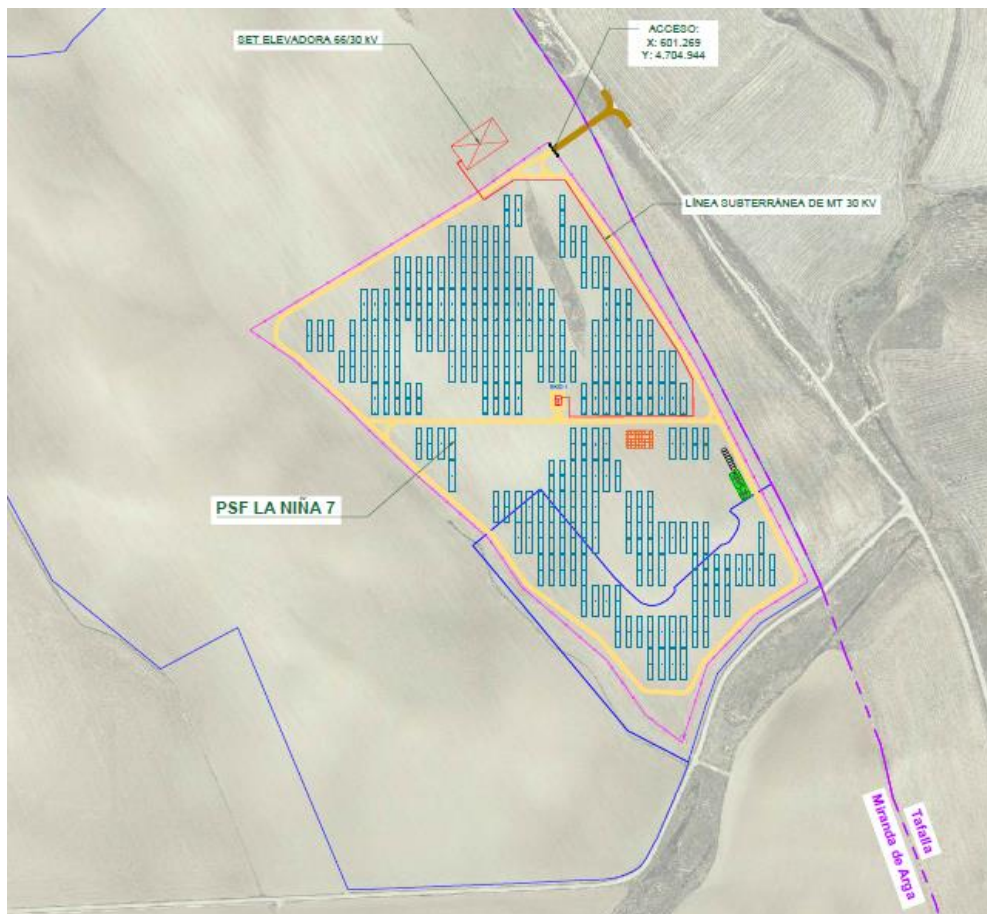 SET ELEVADORA 66/30 kV
ACCESO:
X: 601.269
Y: 4.704.944
LÍNEA SUBTERRÁNEA DE MT 30 KV
PSF LA NIÑA 7
Tafalla
Miranda de Arga